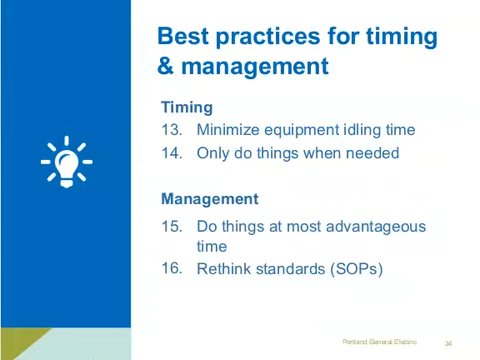 Best practices for timing
& management
Timing
13. Minimize equipment idling time
14. Only do things when needed
Management
15. Do things at most advantageous
time
16. Rethink standards (SOPs)
Portland General Electric 34